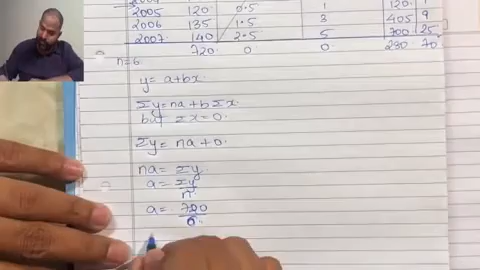 2005 120 0.5 1 120 1
2006 135 1.5 3 405 9
2007 140 2.5 5 700 25
720 0 0 230 70
n=6
y= a+bx
Σy=na+bΣx
but Σx=0.
Σy= na+0.
na= Σy
a= Σy
n
a= 720
6